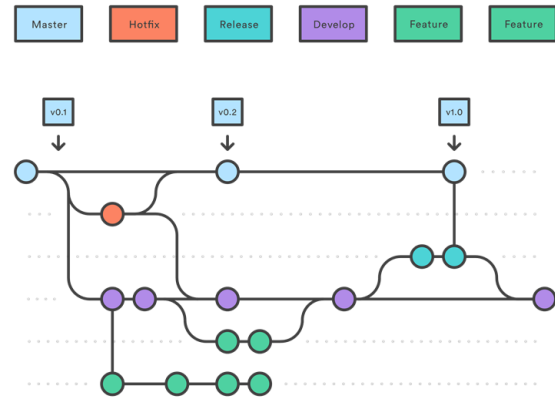 Master
Hotfix
Release
Develop
Feature
Feature
v0.1
v0.2
v1.0